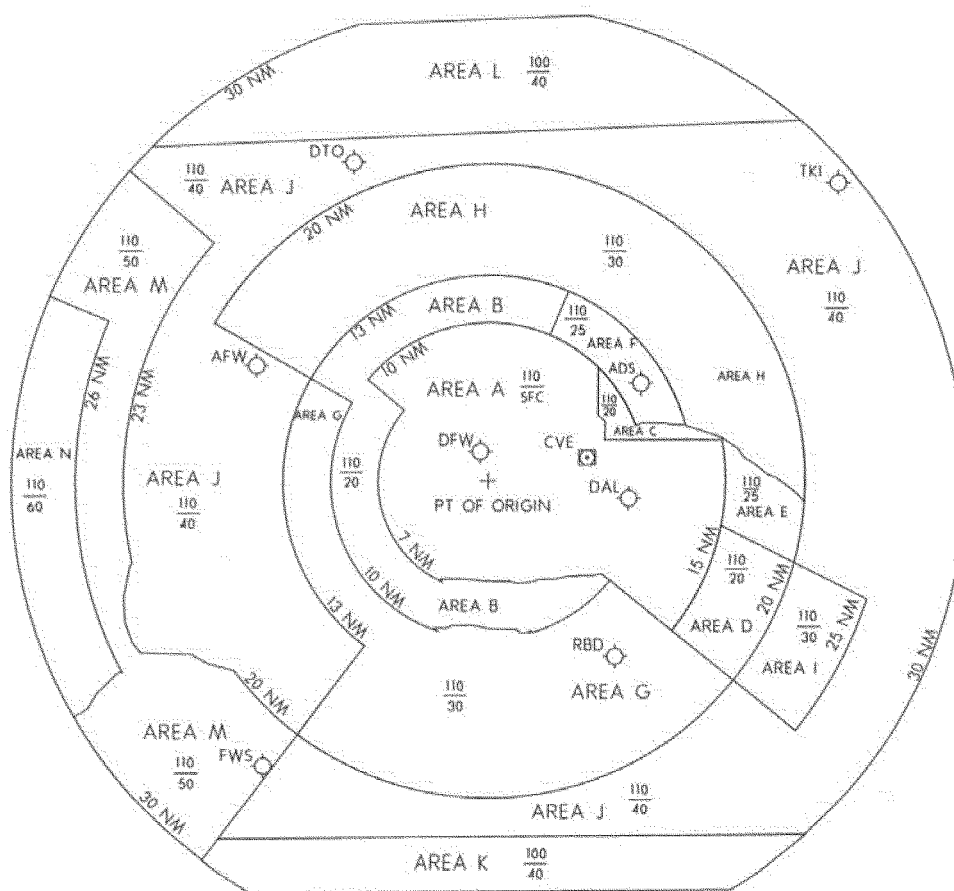 AREA L 100/40
30 NM
DTO
110/40 AREA J
TKI
20 NM
AREA H
110/30
110/50
AREA M
AREA J
110/40
13 NM
AREA B
110/25
AREA F
10 NM
AFW
ADS
26 NM
23 NM
AREA A 110/SFC
AREA H
AREA G
110/20
AREA C
DFW
CVE
AREA N
110/60
AREA J
110/40
110/20
PT OF ORIGIN
DAL
110/25
AREA E
7 NM
15 NM
110/20
10 NM
AREA B
20 NM
13 NM
AREA D
110/30
25 NM
AREA I
RBD
30 NM
20 NM
110/30
AREA G
AREA M
FWS
110/50
30 NM
AREA J 110/40
AREA K 100/40